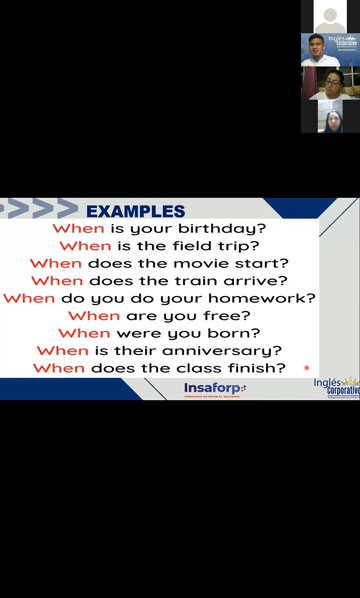 Inglés
Corporativo
EXAMPLES
When is your birthday?
When is the field trip?
When does the movie start?
When does the train arrive?
When do you do your homework?
When are you free?
When were you born?
When is their anniversary?
When does the class finish?
Insaforp
Inglés
Corporativo